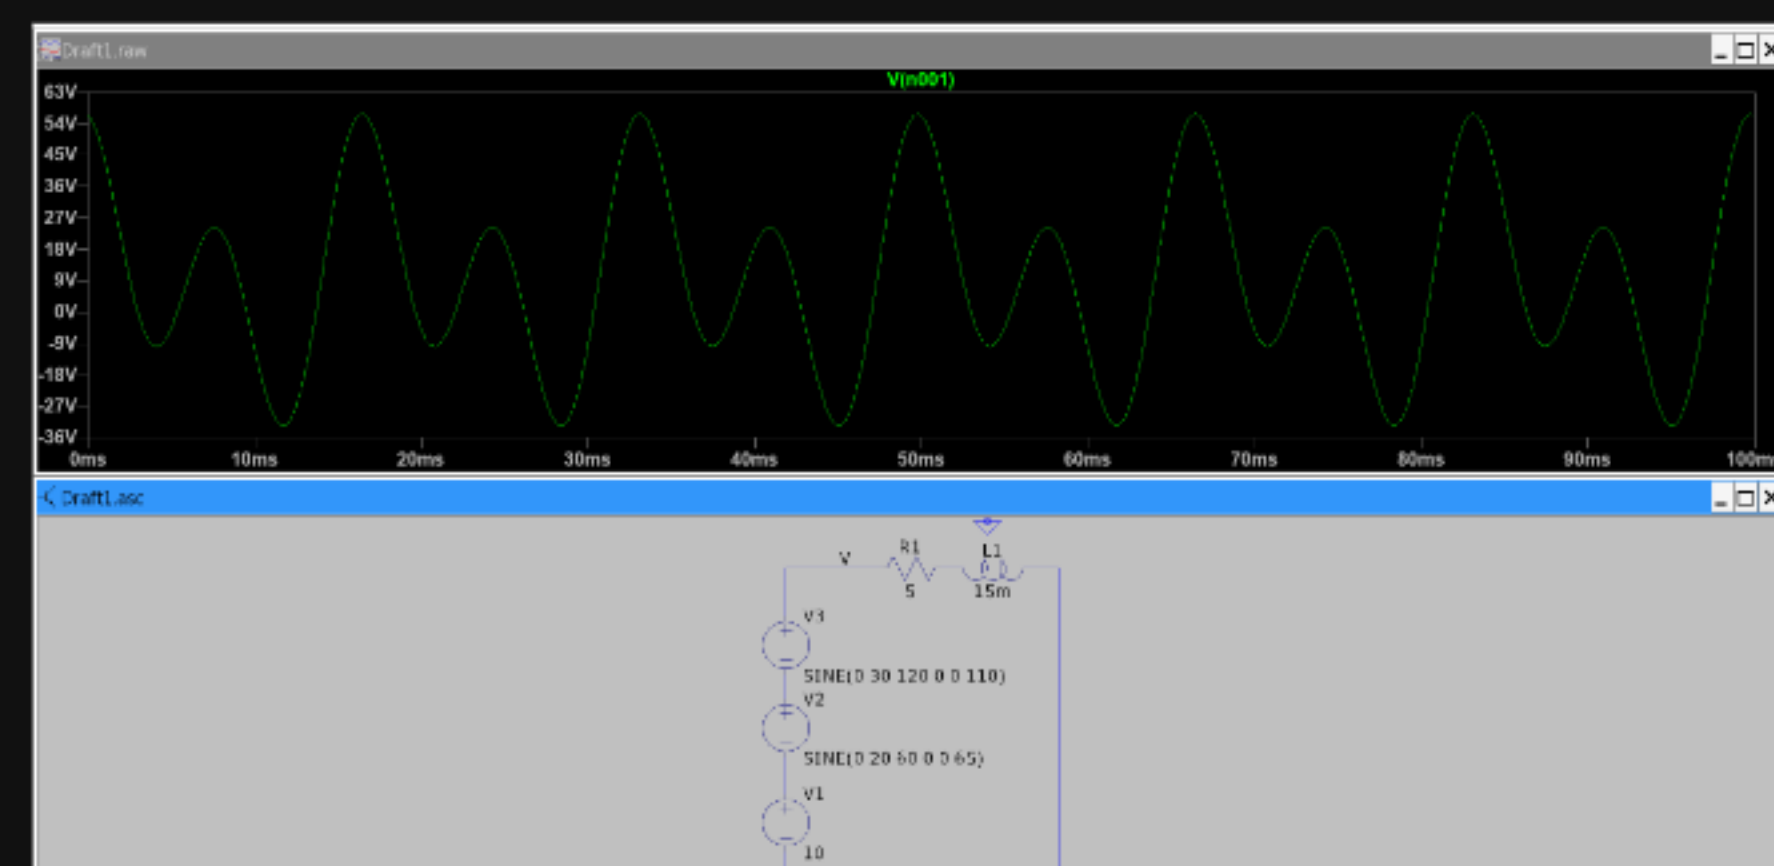 Draft1.raw
V(n001)
63V
54V
45V
36V
27V
18V
9V
0V
-9V
-18V
-27V
-36V
0ms 10ms 20ms 30ms 40ms 50ms 60ms 70ms 80ms 90ms 100m
Draft1.asc
V R1 L1
5 15m
V3
SINE(0 30 120 0 0 110)
V2
SINE(0 20 60 0 0 65)
V1
10